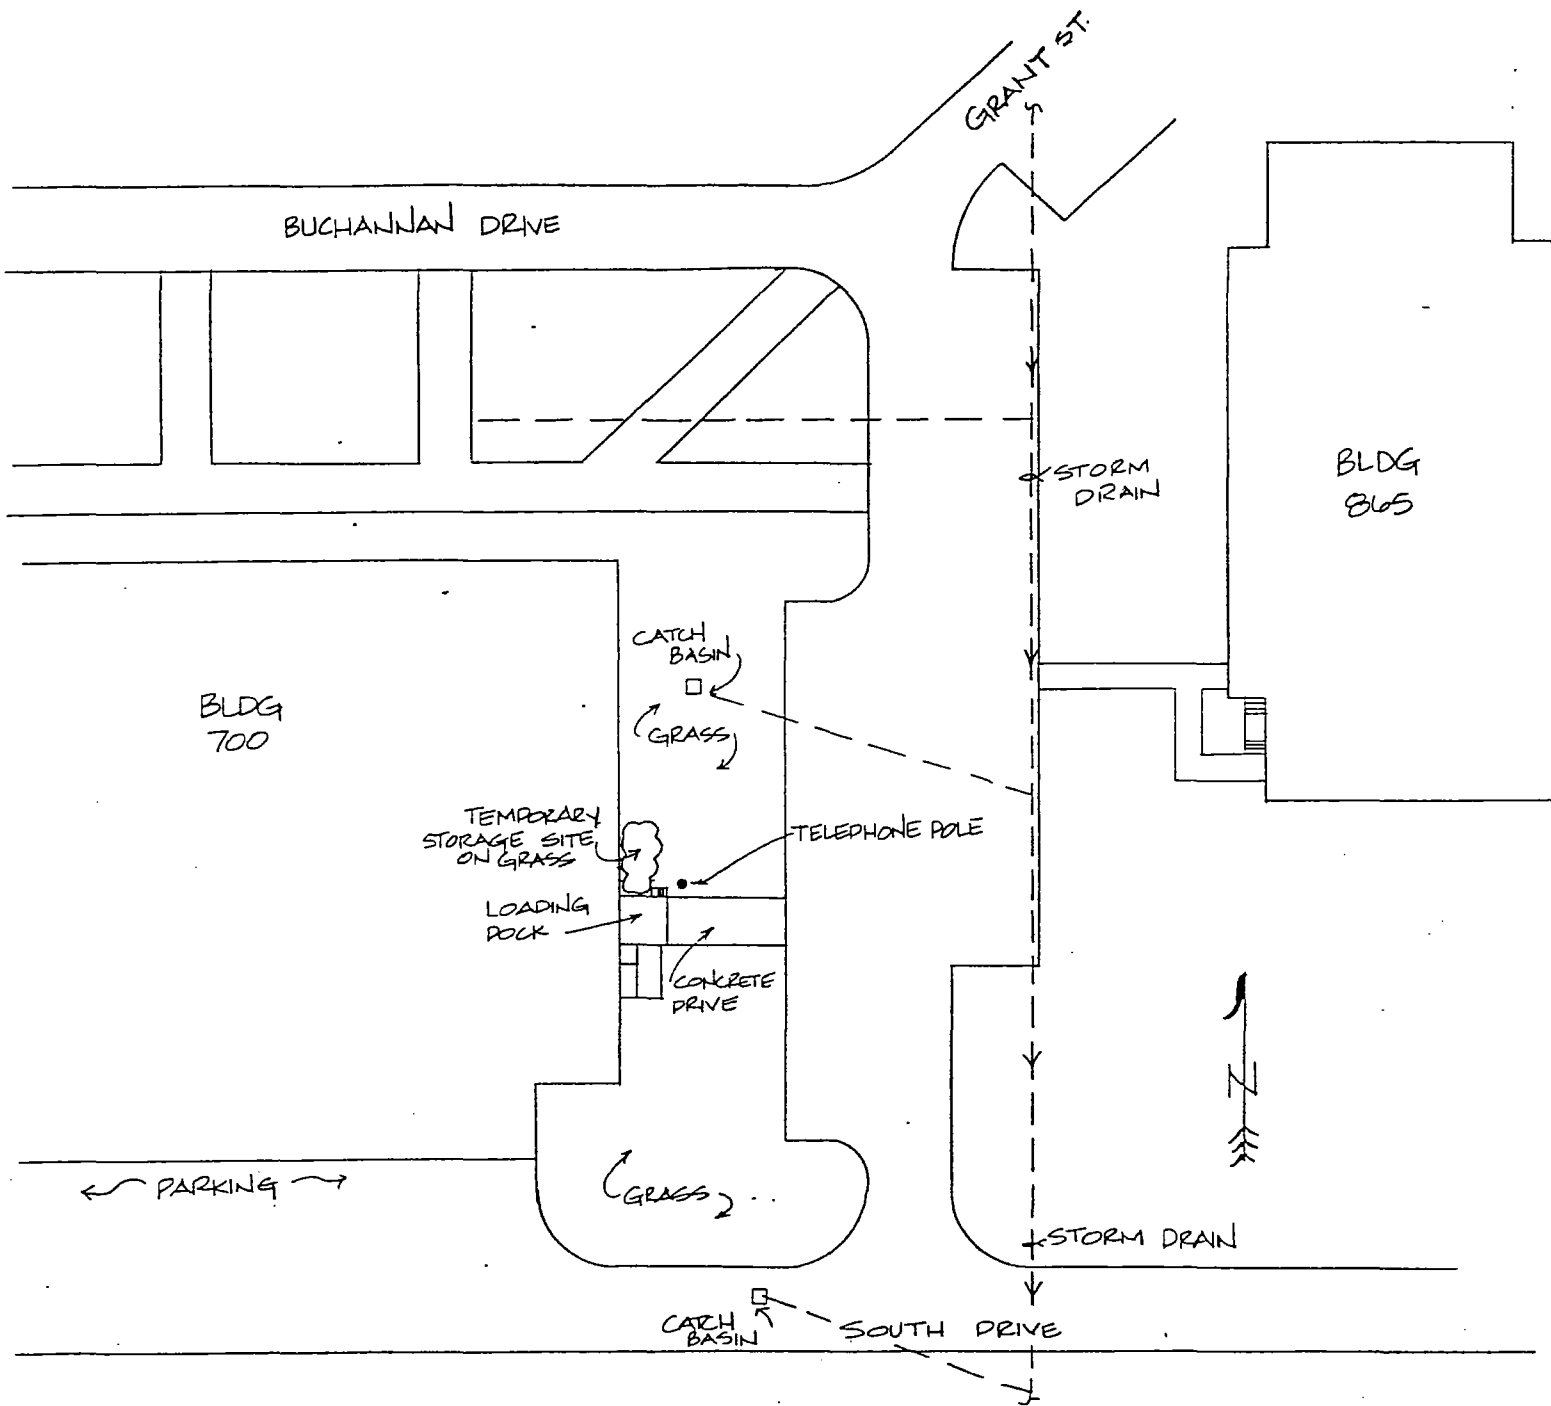 GRANT ST.
BUCHANNAN DRIVE
STORM
DRAIN
BLDG
865
CATCH
BASIN
GRASS
BLDG
700
TEMPORARY
STORAGE SITE
ON GRASS
TELEPHONE POLE
LOADING
DOCK
CONCRETE
DRIVE
N
PARKING
GRASS
STORM DRAIN
CATCH
BASIN
SOUTH DRIVE